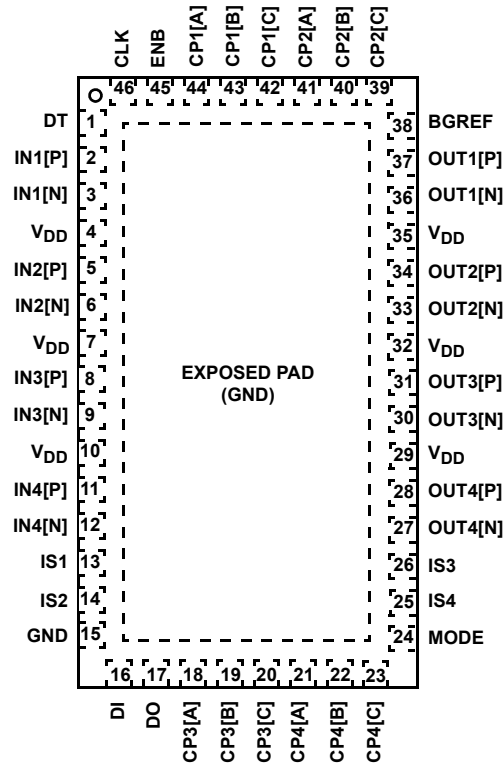 CLK ENB CP1[A] CP1[B] CP1[C] CP2[A] CP2[B] CP2[C]
46 45 44 43 42 41 40 39
DT 1 38 BGREF
IN1[P] 2 37 OUT1[P]
IN1[N] 3 36 OUT1[N]
VDD 4 35 VDD
IN2[P] 5 34 OUT2[P]
IN2[N] 6 33 OUT2[N]
VDD 7 32 VDD
IN3[P] 8 31 OUT3[P]
EXPOSED PAD
(GND)
IN3[N] 9 30 OUT3[N]
VDD 10 29 VDD
IN4[P] 11 28 OUT4[P]
IN4[N] 12 27 OUT4[N]
IS1 13 26 IS3
IS2 14 25 IS4
GND 15 24 MODE
16 17 18 19 20 21 22 23
DI DO CP3[A] CP3[B] CP3[C] CP4[A] CP4[B] CP4[C]